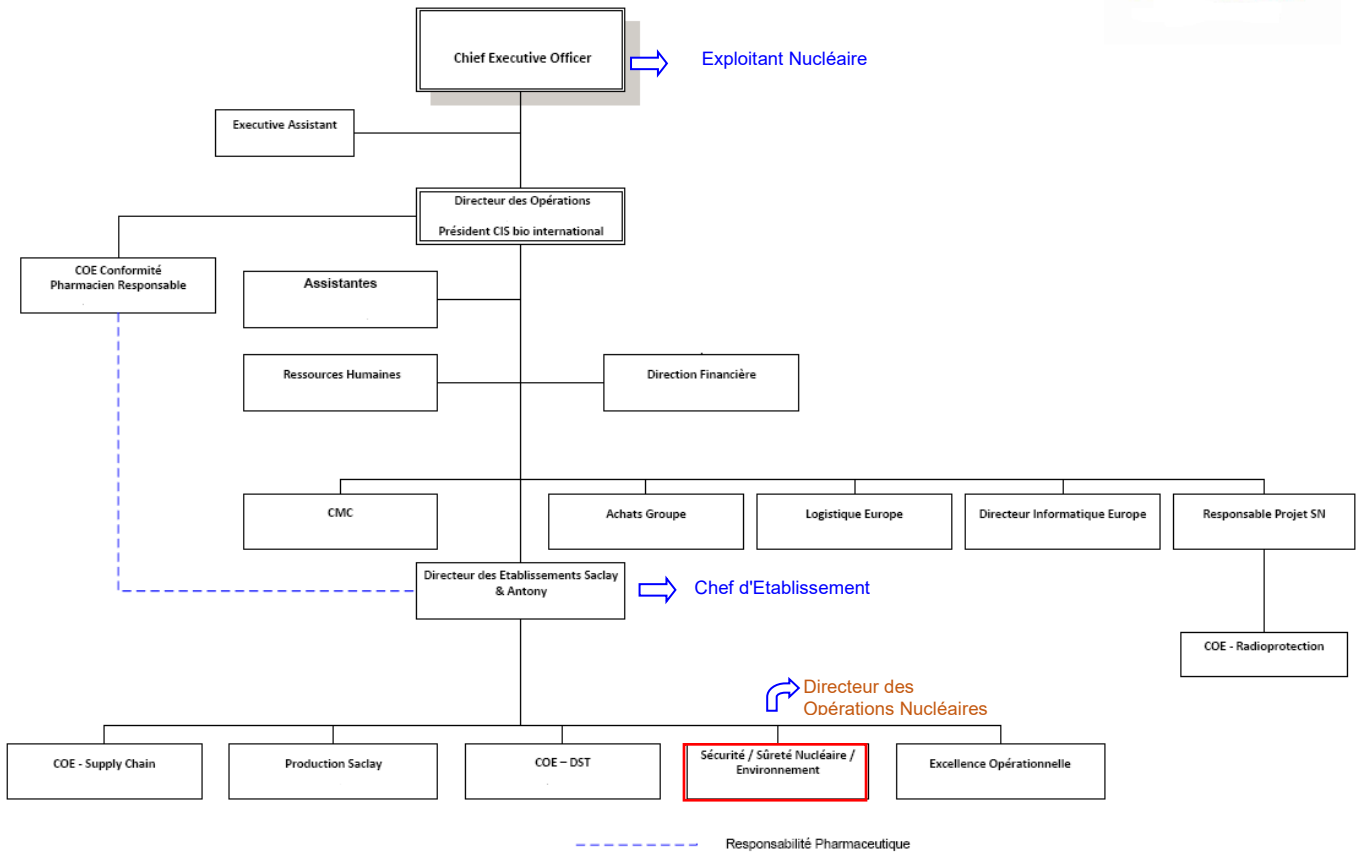 Chief Executive Officer
Exploitant Nucléaire
Executive Assistant
Directeur des Opérations
Président CIS bio international
COE Conformité
Pharmacien Responsable
Assistantes
Ressources Humaines
Direction Financière
CMC
Achats Groupe
Logistique Europe
Directeur Informatique Europe
Responsable Projet SN
Directeur des Etablissements Saclay
& Antony
Chef d'Etablissement
COE - Radioprotection
Directeur des
Opérations Nucléaires
COE - Supply Chain
Production Saclay
COE – DST
Sécurité / Sûreté Nucléaire /
Environnement
Excellence Opérationnelle
Responsabilité Pharmaceutique